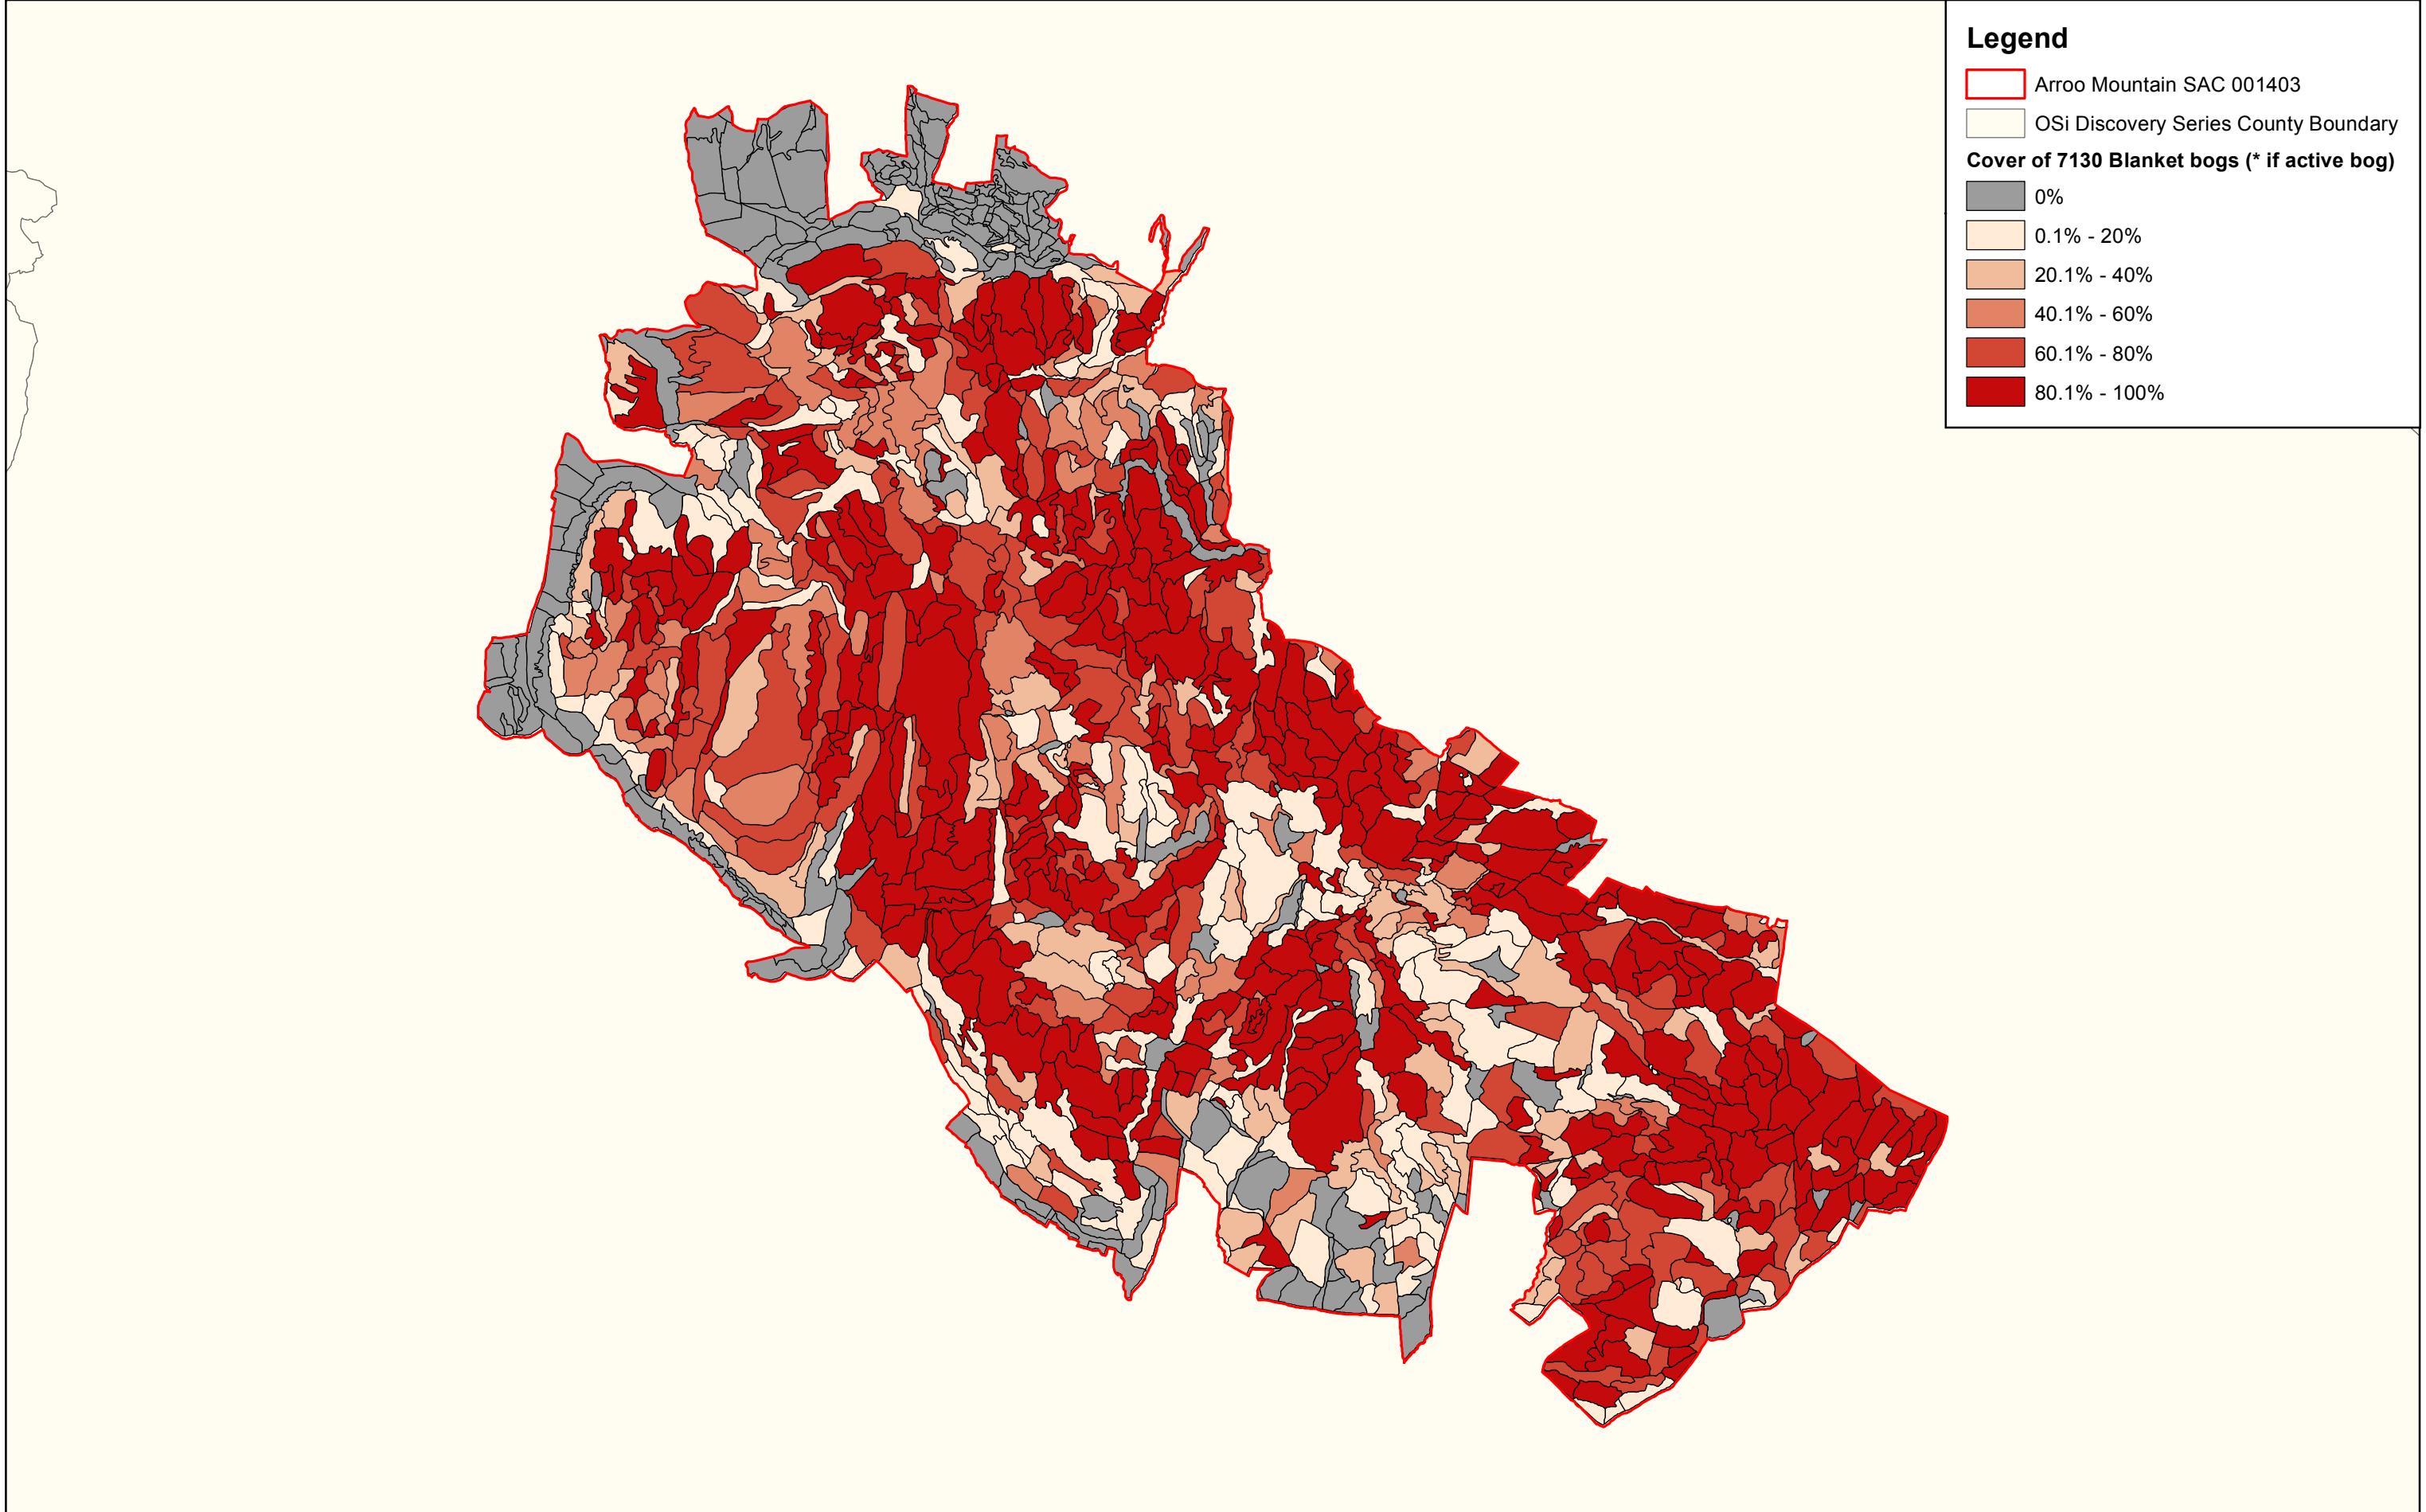 Legend
Arroo Mountain SAC 001403
OSi Discovery Series County Boundary
Cover of 7130 Blanket bogs (* if active bog)
0%
0.1% - 20%
20.1% - 40%
40.1% - 60%
60.1% - 80%
80.1% - 100%